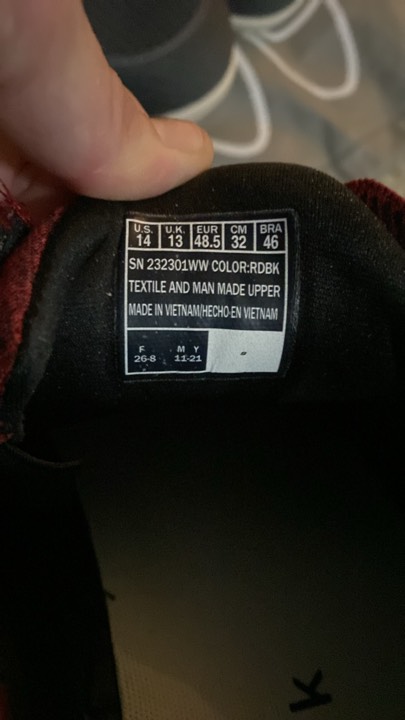 U.S. U.K. EUR CM BRA
14 13 48.5 32 46
SN 232301WW COLOR:RDBK
TEXTILE AND MAN MADE UPPER
MADE IN VIETNAM/HECHO EN VIETNAM
F M Y
26-8 11-21
K